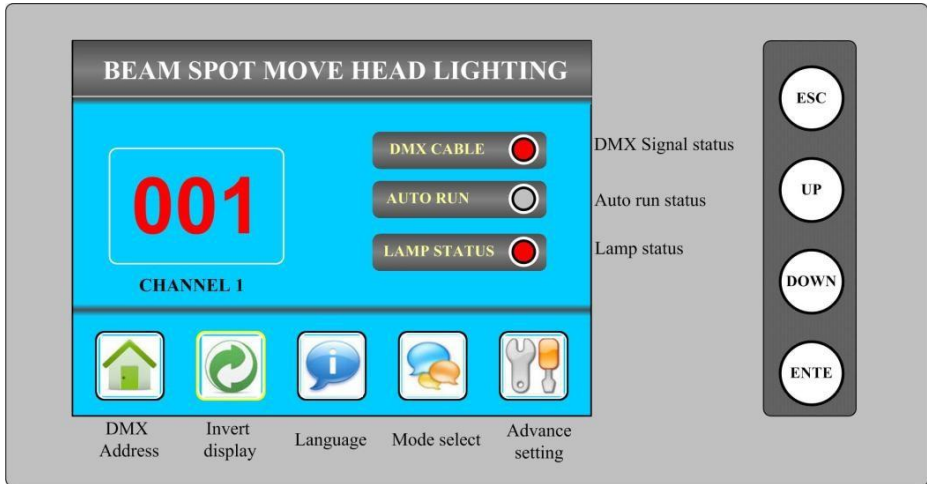 BEAM SPOT MOVE HEAD LIGHTING
001
CHANNEL 1
DMX CABLE
AUTO RUN
LAMP STATUS
DMX Signal status
Auto run status
Lamp status
DMX
Address
Invert
display
Language
Mode select
Advance
setting
ESC
UP
DOWN
ENTE